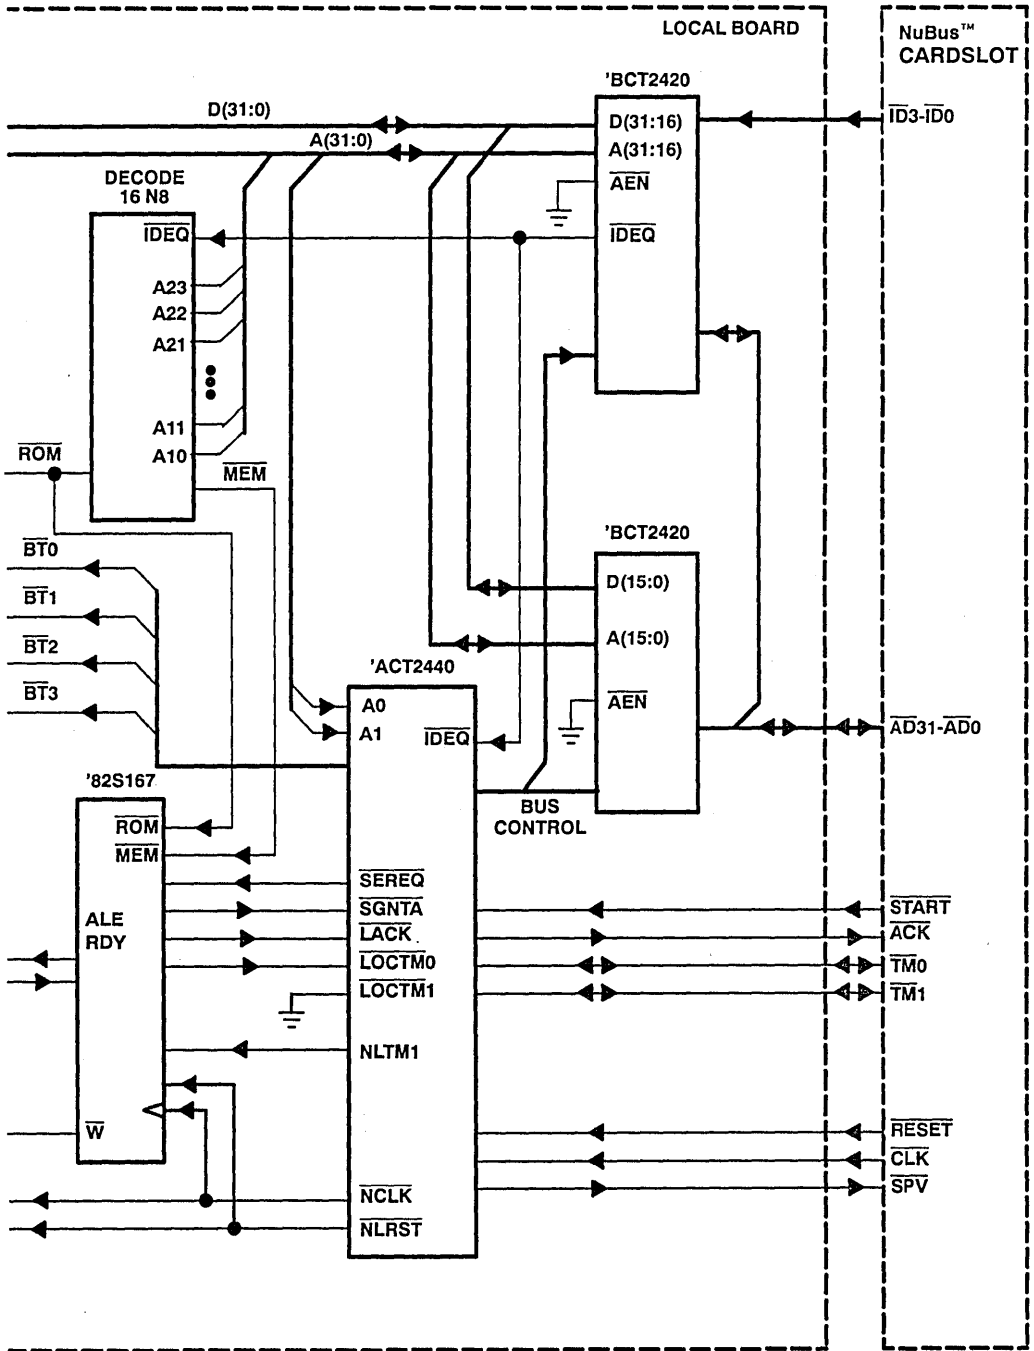 LOCAL BOARD
NuBus™
CARDSLOT
'BCT2420
D(31:0)
A(31:0)
D(31:16)
A(31:16)
AEN
IDEQ
ID3-ID0
DECODE
16 N8
IDEQ
A23
A22
A21
A11
A10
ROM
MEM
BT0
BT1
BT2
BT3
'BCT2420
D(15:0)
A(15:0)
AEN
AD31-AD0
'ACT2440
A0
A1
IDEQ
BUS
CONTROL
'82S167
ROM
MEM
ALE
RDY
W
SEREQ
SGNTA
LACK
LOCTM0
LOCTM1
NLTM1
NCLK
NLRST
START
ACK
TM0
TM1
RESET
CLK
SPV